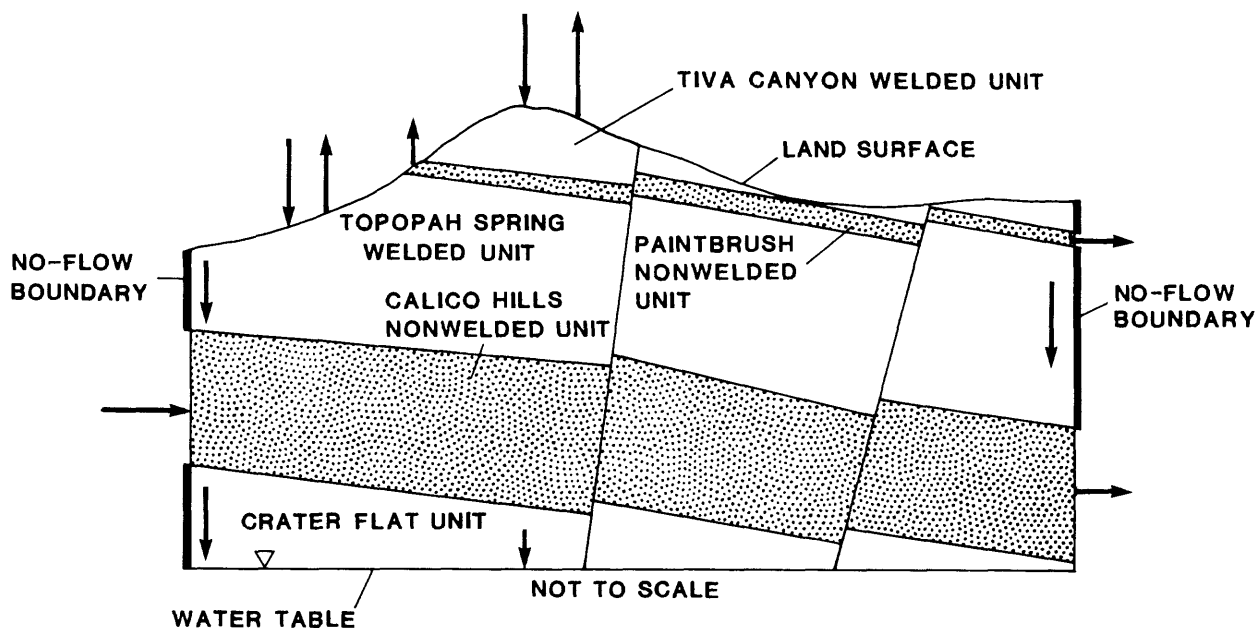 TIVA CANYON WELDED UNIT
LAND SURFACE
TOPOPAH SPRING
WELDED UNIT
PAINTBRUSH
NONWELDED
UNIT
NO-FLOW
BOUNDARY
CALICO HILLS
NONWELDED UNIT
NO-FLOW
BOUNDARY
CRATER FLAT UNIT
NOT TO SCALE
WATER TABLE